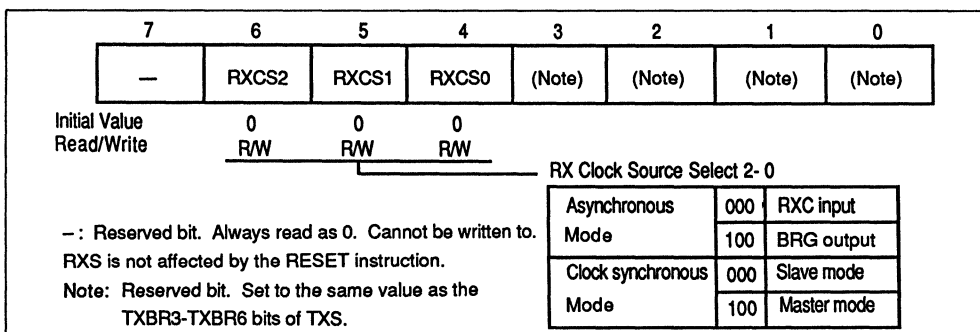 7 6 5 4 3 2 1 0
— RXCS2 RXCS1 RXCS0 (Note) (Note) (Note) (Note)
Initial Value 0 0 0
Read/Write R/W R/W R/W
RX Clock Source Select 2- 0
Asynchronous Mode 000 RXC input
100 BRG output
Clock synchronous Mode 000 Slave mode
100 Master mode
– : Reserved bit. Always read as 0. Cannot be written to.
RXS is not affected by the RESET instruction.
Note: Reserved bit. Set to the same value as the
TXBR3-TXBR6 bits of TXS.